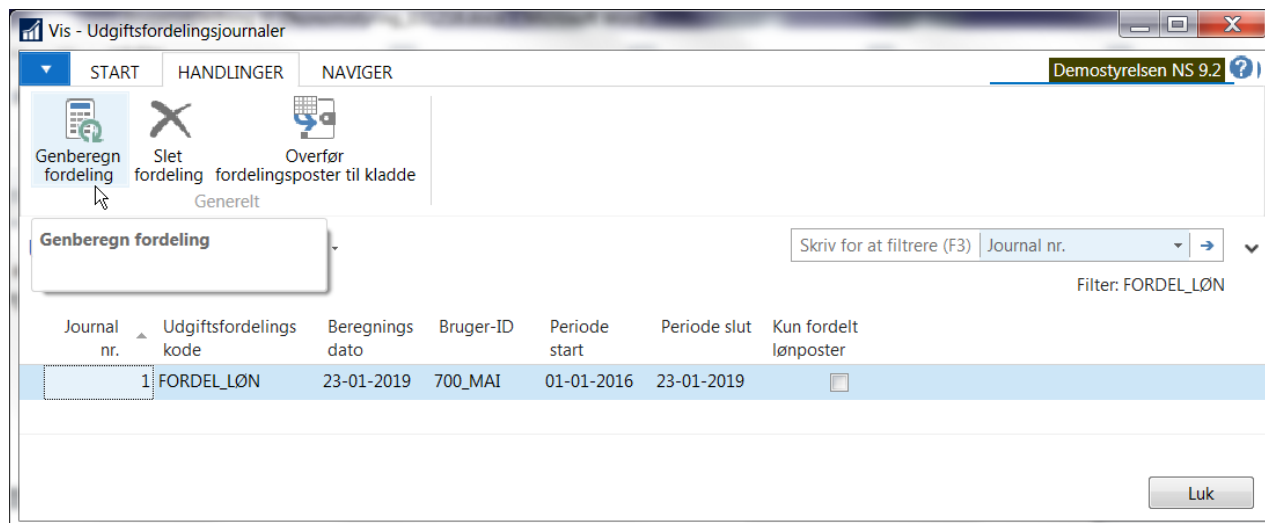 Vis - Udgiftsfordelingsjournaler
START HANDLINGER NAVIGER
Demostyrelsen NS 9.2
Genberegn Slet Overfør
fordeling fordeling fordelingsposter til kladde
Generelt
Genberegn fordeling
Skriv for at filtrere (F3) Journal nr.
Filter: FORDEL_LØN
Journal Udgiftsfordelings Beregnings Bruger-ID Periode Periode slut Kun fordelt
nr. kode dato start lønposter
1 FORDEL_LØN 23-01-2019 700_MAI 01-01-2016 23-01-2019
Luk